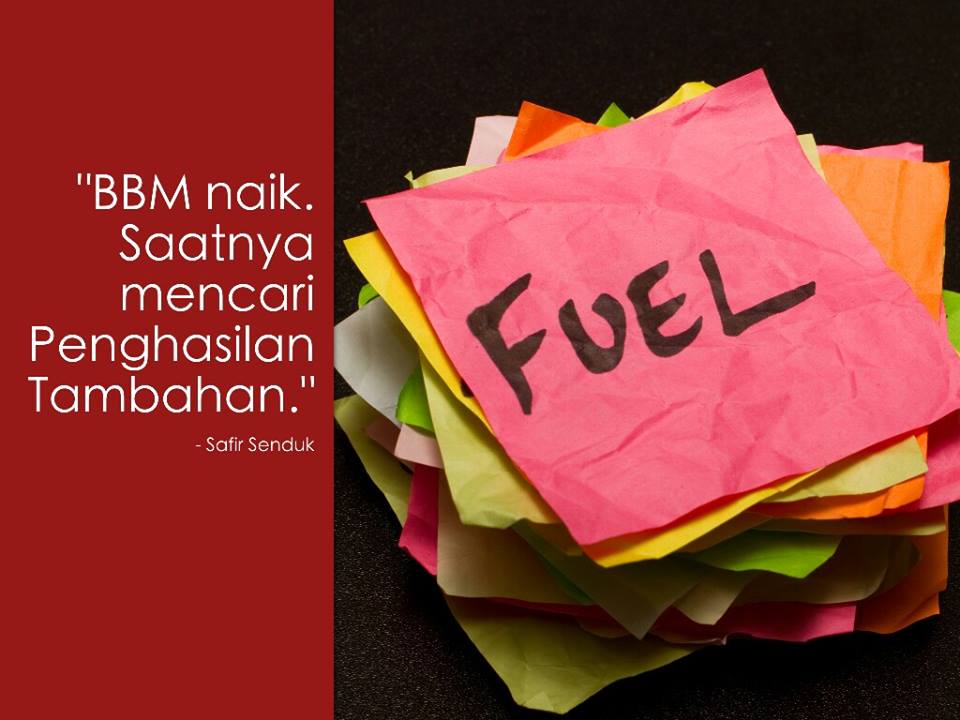 "BBM naik.
Saatnya
mencari
Penghasilan
Tambahan."
- Safir Senduk
FUEL